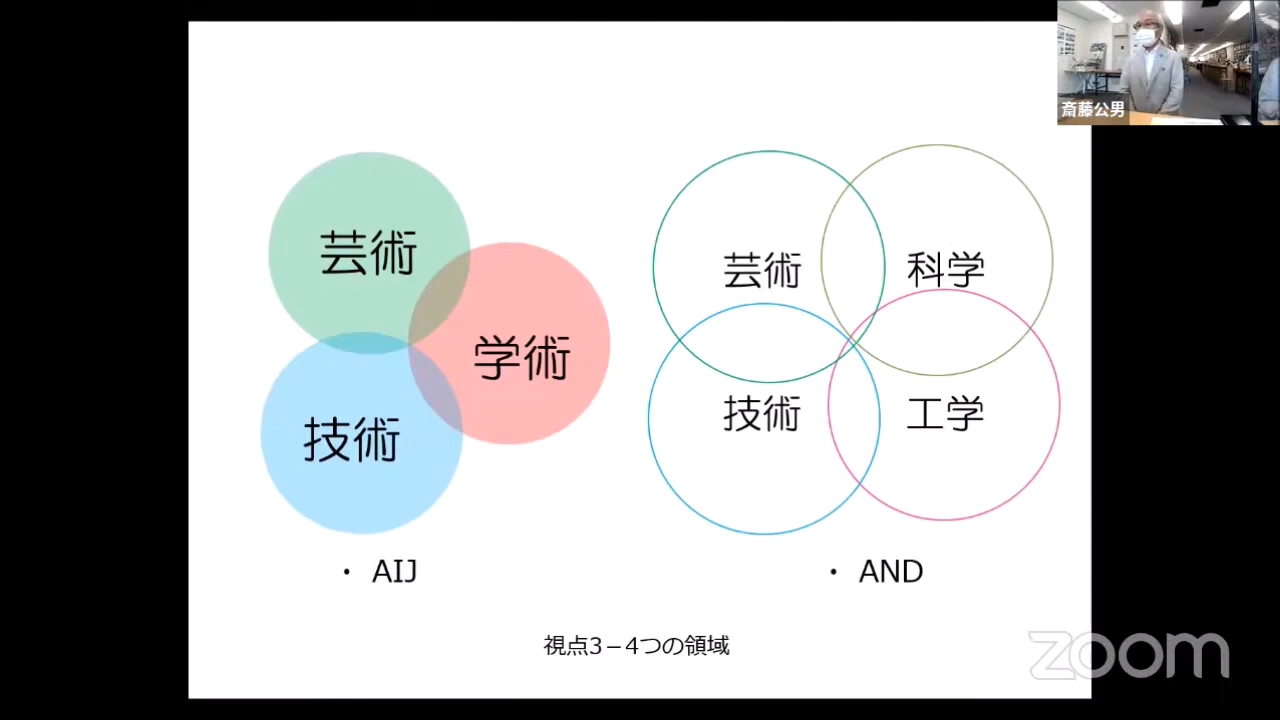 斎藤公男
芸術
学術
技術
・ AIJ
芸術
科学
技術
工学
・ AND
視点3－4つの領域
zoom